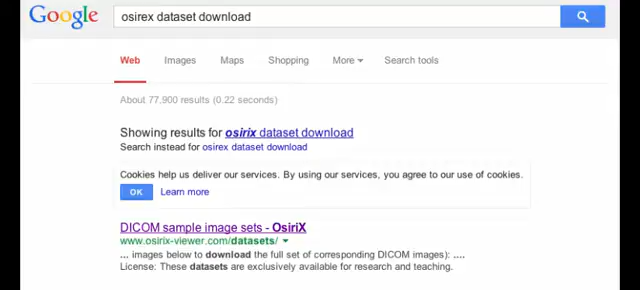 Google osirex dataset download
Web Images Maps Shopping More Search tools
About 77,900 results (0.22 seconds)
Showing results for osirix dataset download
Search instead for osirex dataset download
Cookies help us deliver our services. By using our services, you agree to our use of cookies.
OK Learn more
DICOM sample image sets - OsiriX
www.osirix-viewer.com/datasets/
... images below to download the full set of corresponding DICOM images): ....
License: These datasets are exclusively available for research and teaching.